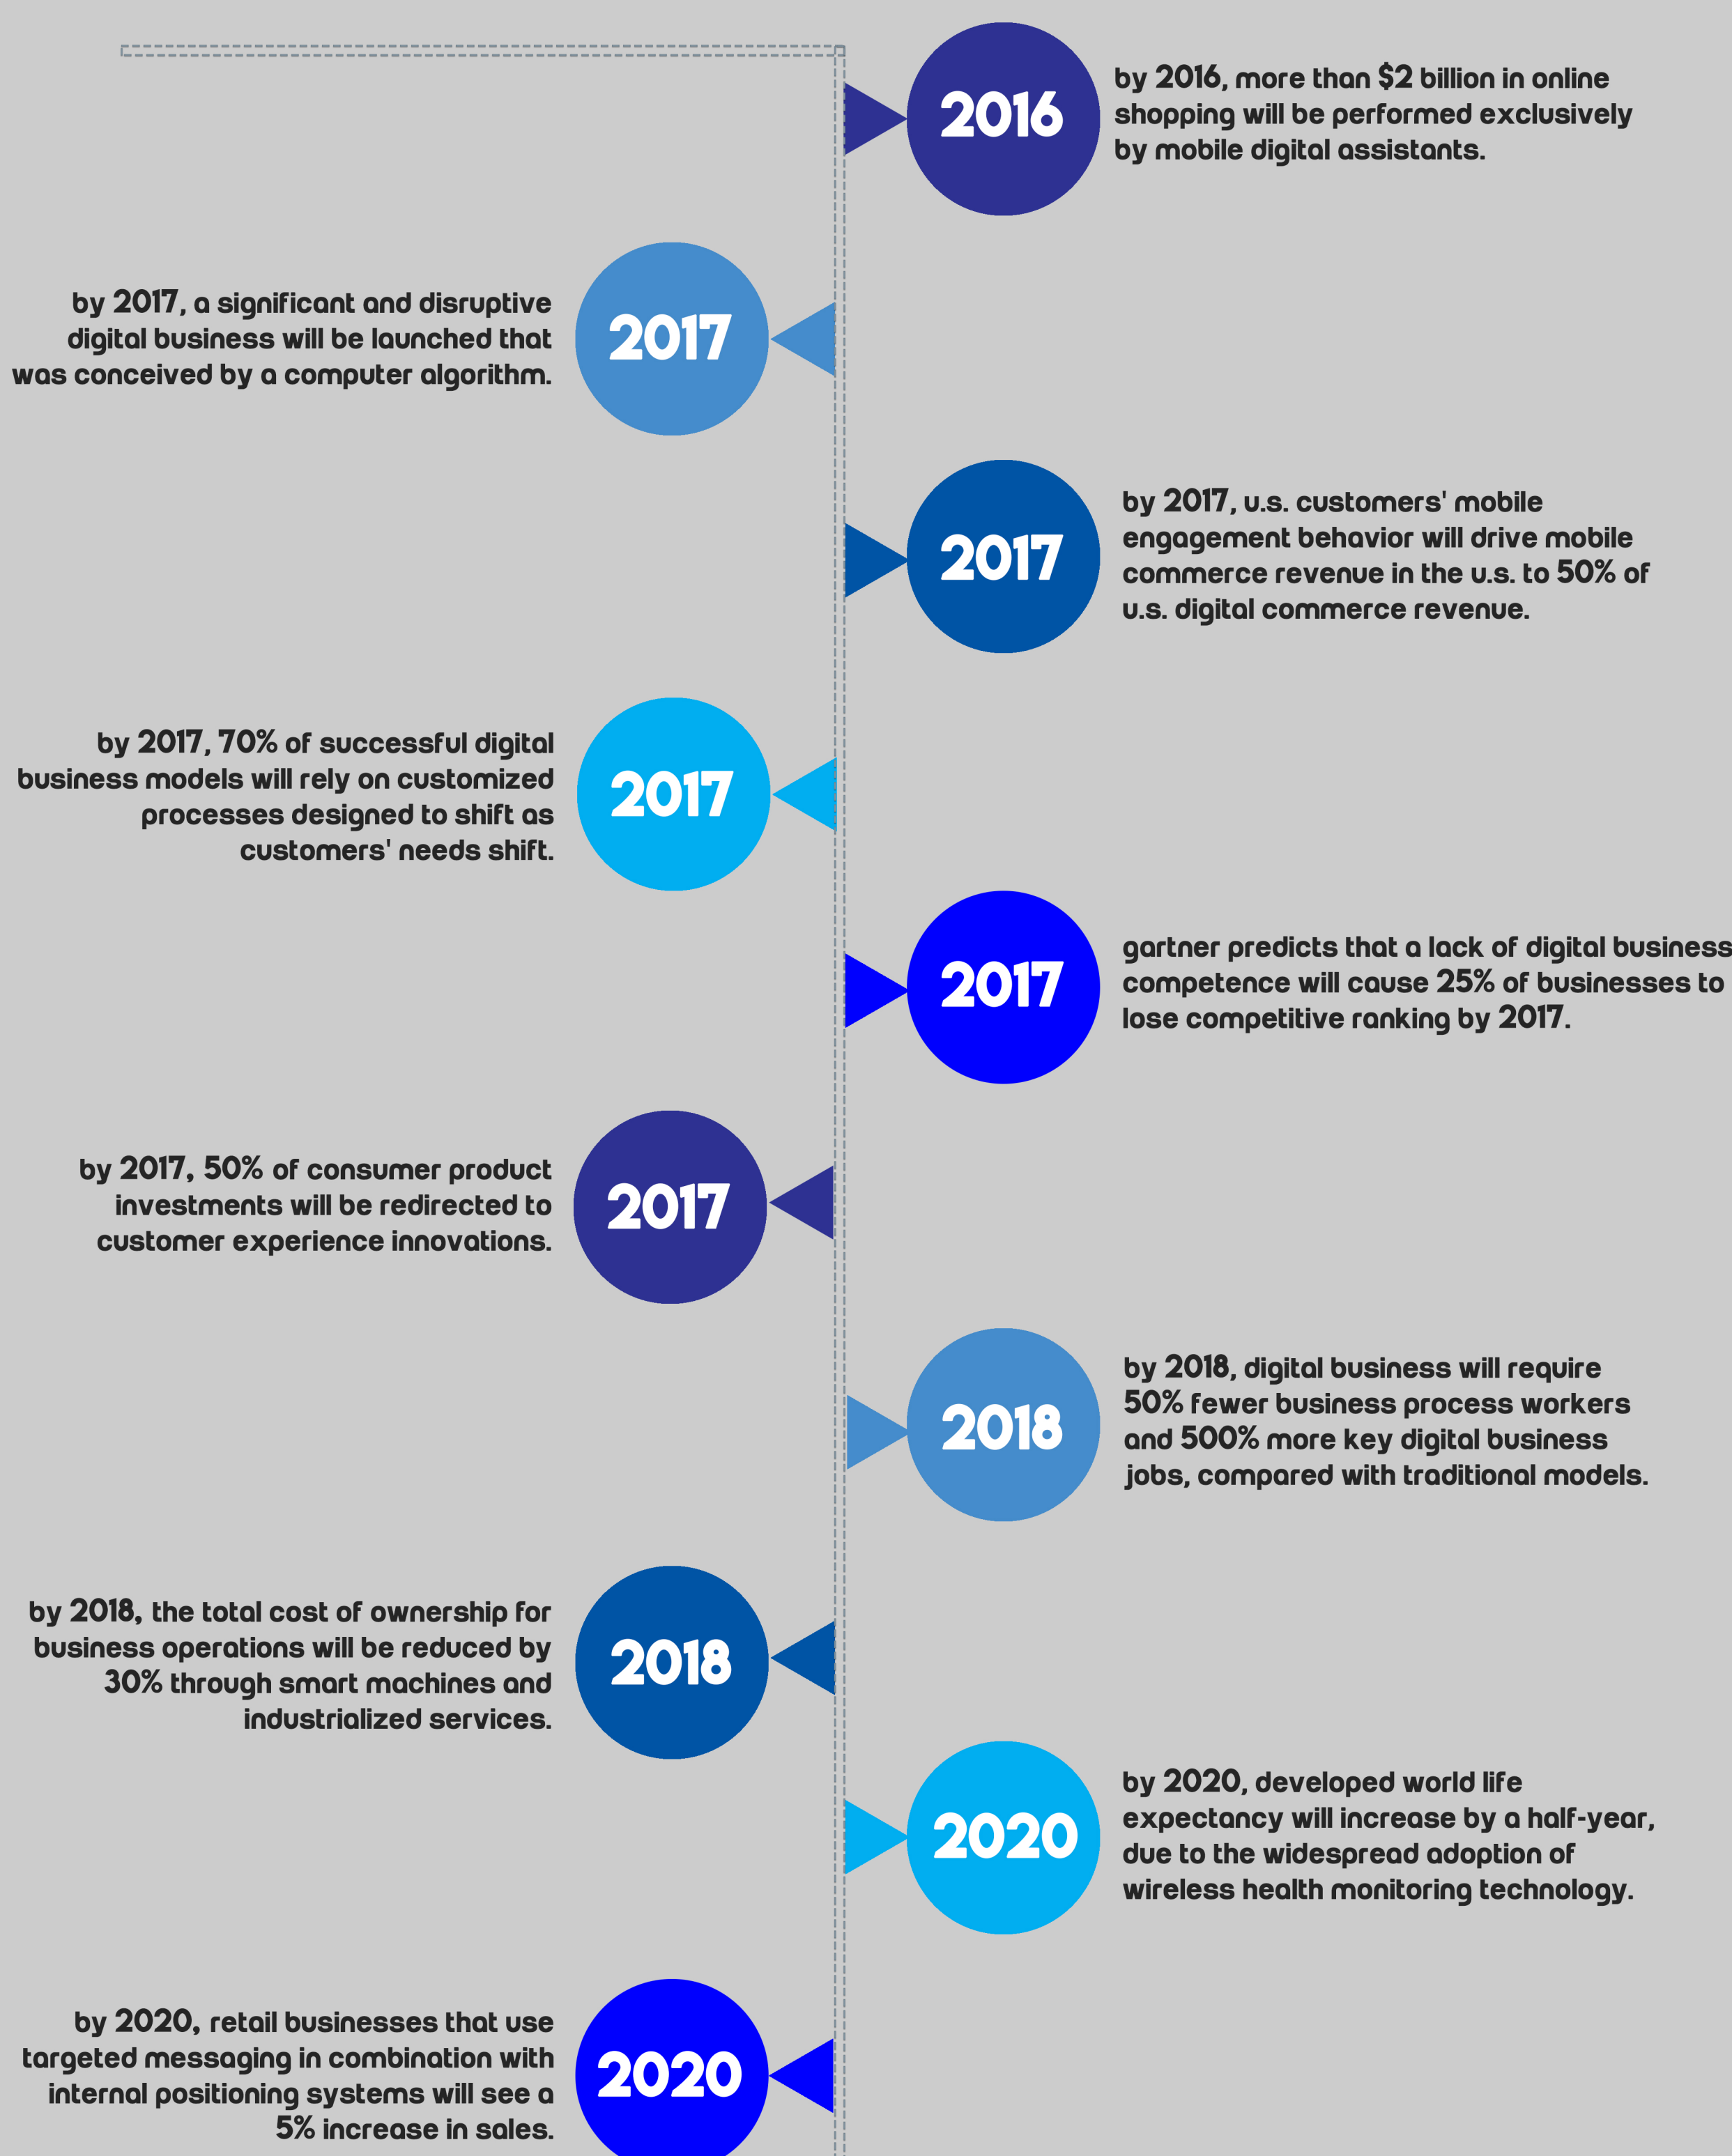 2016
by 2016, more than $2 billion in online
shopping will be performed exclusively
by mobile digital assistants.
by 2017, a significant and disruptive
digital business will be launched that
was conceived by a computer algorithm.
2017
2017
by 2017, u.s. customers' mobile
engagement behavior will drive mobile
commerce revenue in the u.s. to 50% of
u.s. digital commerce revenue.
by 2017, 70% of successful digital
business models will rely on customized
processes designed to shift as
customers' needs shift.
2017
2017
gartner predicts that a lack of digital business
competence will cause 25% of businesses to
lose competitive ranking by 2017.
by 2017, 50% of consumer product
investments will be redirected to
customer experience innovations.
2017
2018
by 2018, digital business will require
50% fewer business process workers
and 500% more key digital business
jobs, compared with traditional models.
by 2018, the total cost of ownership for
business operations will be reduced by
30% through smart machines and
industrialized services.
2018
2020
by 2020, developed world life
expectancy will increase by a half-year,
due to the widespread adoption of
wireless health monitoring technology.
by 2020, retail businesses that use
targeted messaging in combination with
internal positioning systems will see a
5% increase in sales.
2020